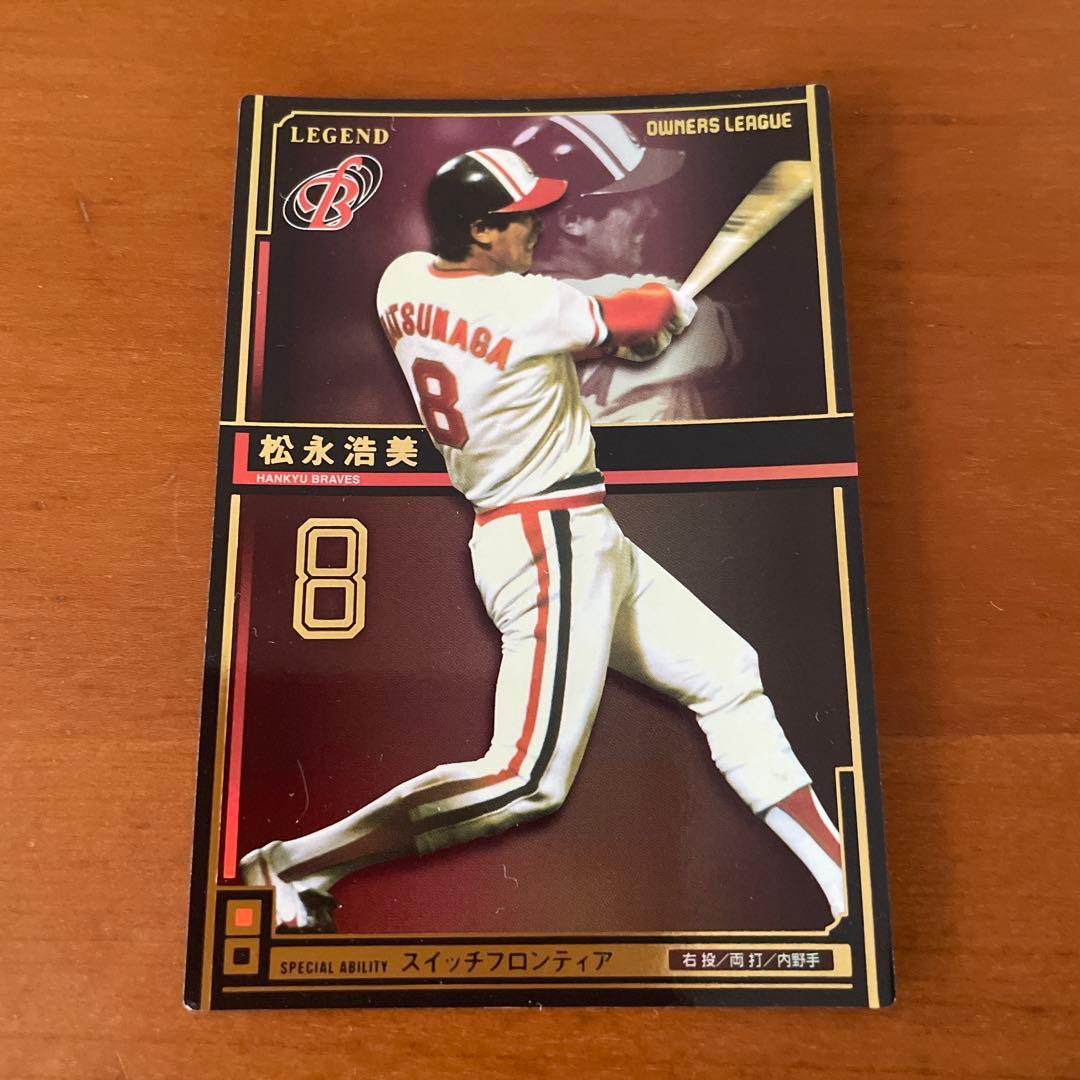 LEGEND
OWNERS LEAGUE
B
8
松永浩美
HANKYU BRAVES
8
SPECIAL ABILITY スイッチフロンティア
右投/両打/内野手